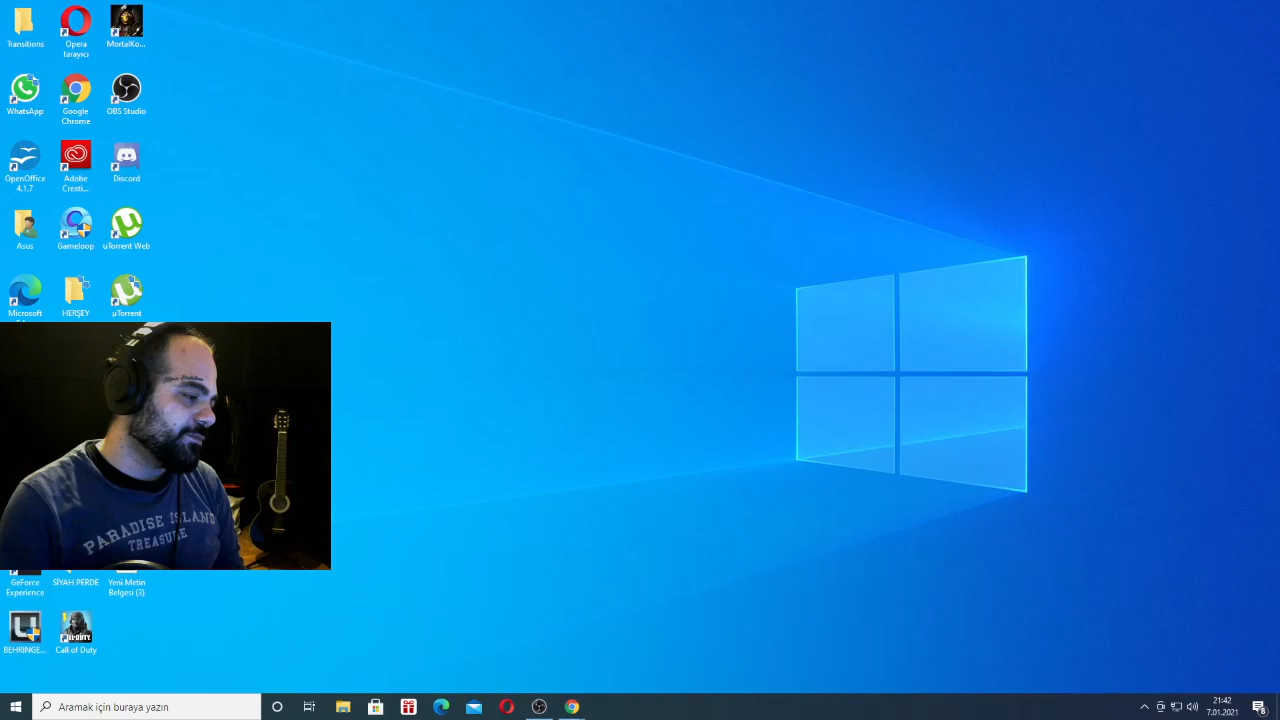 Transitions
Opera
tarayıcı
MortalKo...
WhatsApp
Google
Chrome
OBS Studio
OpenOffice
4.1.7
Adobe
Creati...
Discord
Asus
Gameloop
uTorrent Web
Microsoft
HERŞEY
µTorrent
PARADISE ISLAND
TREASURE
GeForce
Experience
SİYAH PERDE
Yeni Metin
Belgesi (3)
BEHRINGE...
Call of Duty
Aramak için buraya yazın
21:42
7.01.2021
8